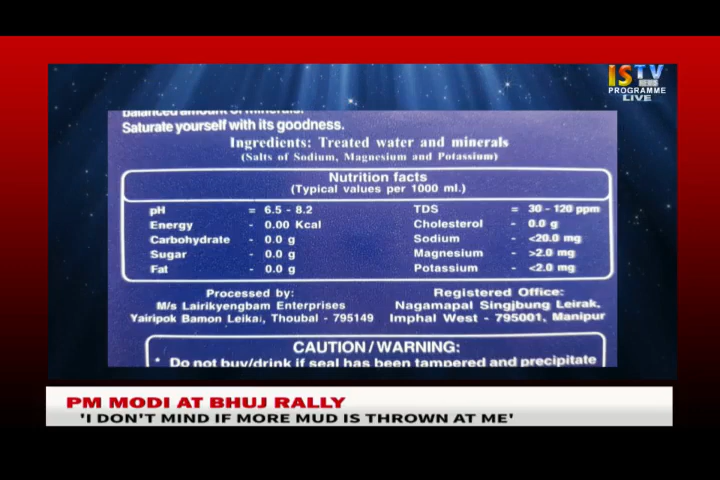 ISTV
NEWS
PROGRAMME
LIVE
Balanced amount of minerals.
Saturate yourself with its goodness.
Ingredients: Treated water and minerals
(Salts of Sodium, Magnesium and Potassium)
Nutrition facts
(Typical values per 1000 ml.)
pH = 6.5 - 8.2 TDS = 30 - 120 ppm
Energy - 0.00 Kcal Cholesterol - 0.0 g
Carbohydrate - 0.0 g Sodium - <20.0 mg
Sugar - 0.0 g Magnesium - >2.0 mg
Fat - 0.0 g Potassium - <2.0 mg
Processed by:
M/s Lairikyengbam Enterprises
Yairipok Bamon Leikai, Thoubal - 795149
Registered Office:
Nagamapal Singjbung Leirak,
Imphal West - 795001, Manipur
CAUTION/WARNING:
* Do not buy/drink if seal has been tampered and precipitate
PM MODI AT BHUJ RALLY
'I DON'T MIND IF MORE MUD IS THROWN AT ME'